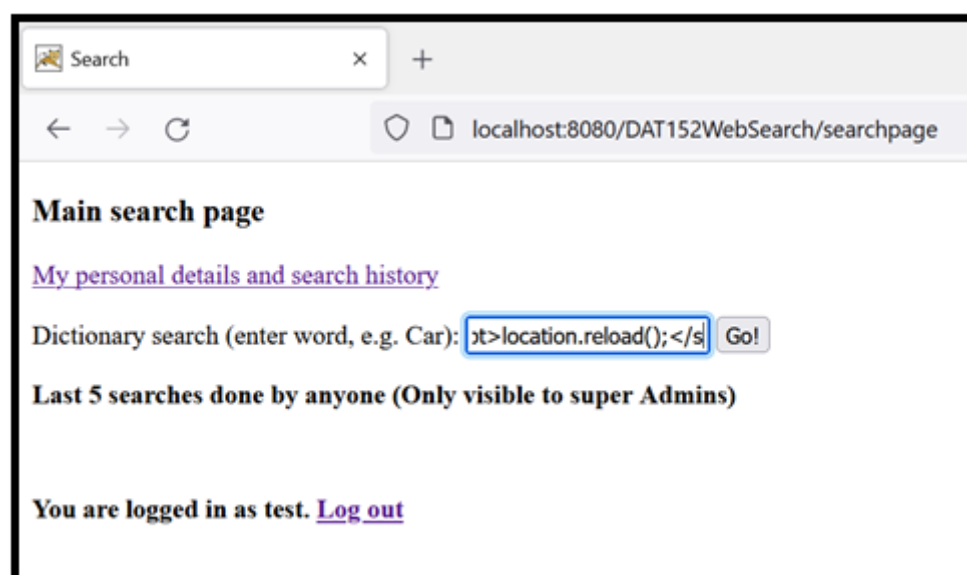 Search
localhost:8080/DAT152WebSearch/searchpage
Main search page
My personal details and search history
Dictionary search (enter word, e.g. Car): pt>location.reload();</s Go!
Last 5 searches done by anyone (Only visible to super Admins)
You are logged in as test. Log out